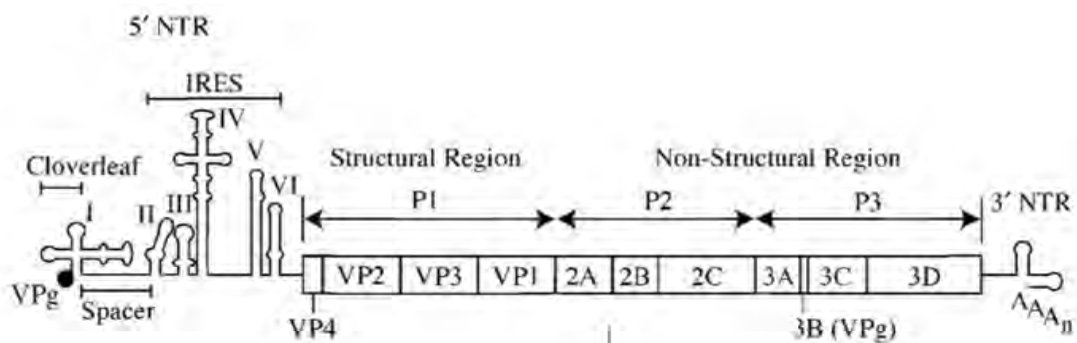 5′ NTR
IRES
IV
Cloverleaf
V
Structural Region
Non-Structural Region
I
II
III
VI
P1
P2
P3
3′ NTR
VP2
VP3
VP1
2A
2B
2C
3A
3C
3D
VPg
Spacer
VP4
3B (VPg)
AAAn